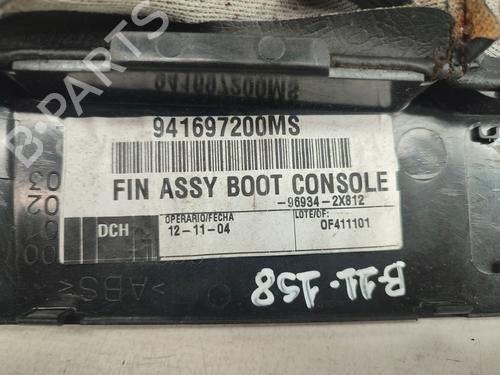 941697200MS
FIN ASSY BOOT CONSOLE
-96934-2X812
DCH
OPERARIO/FECHA
12-11-04
LOTE/OF:
OF411101
>ABS<
B-11-158
B-PARTS